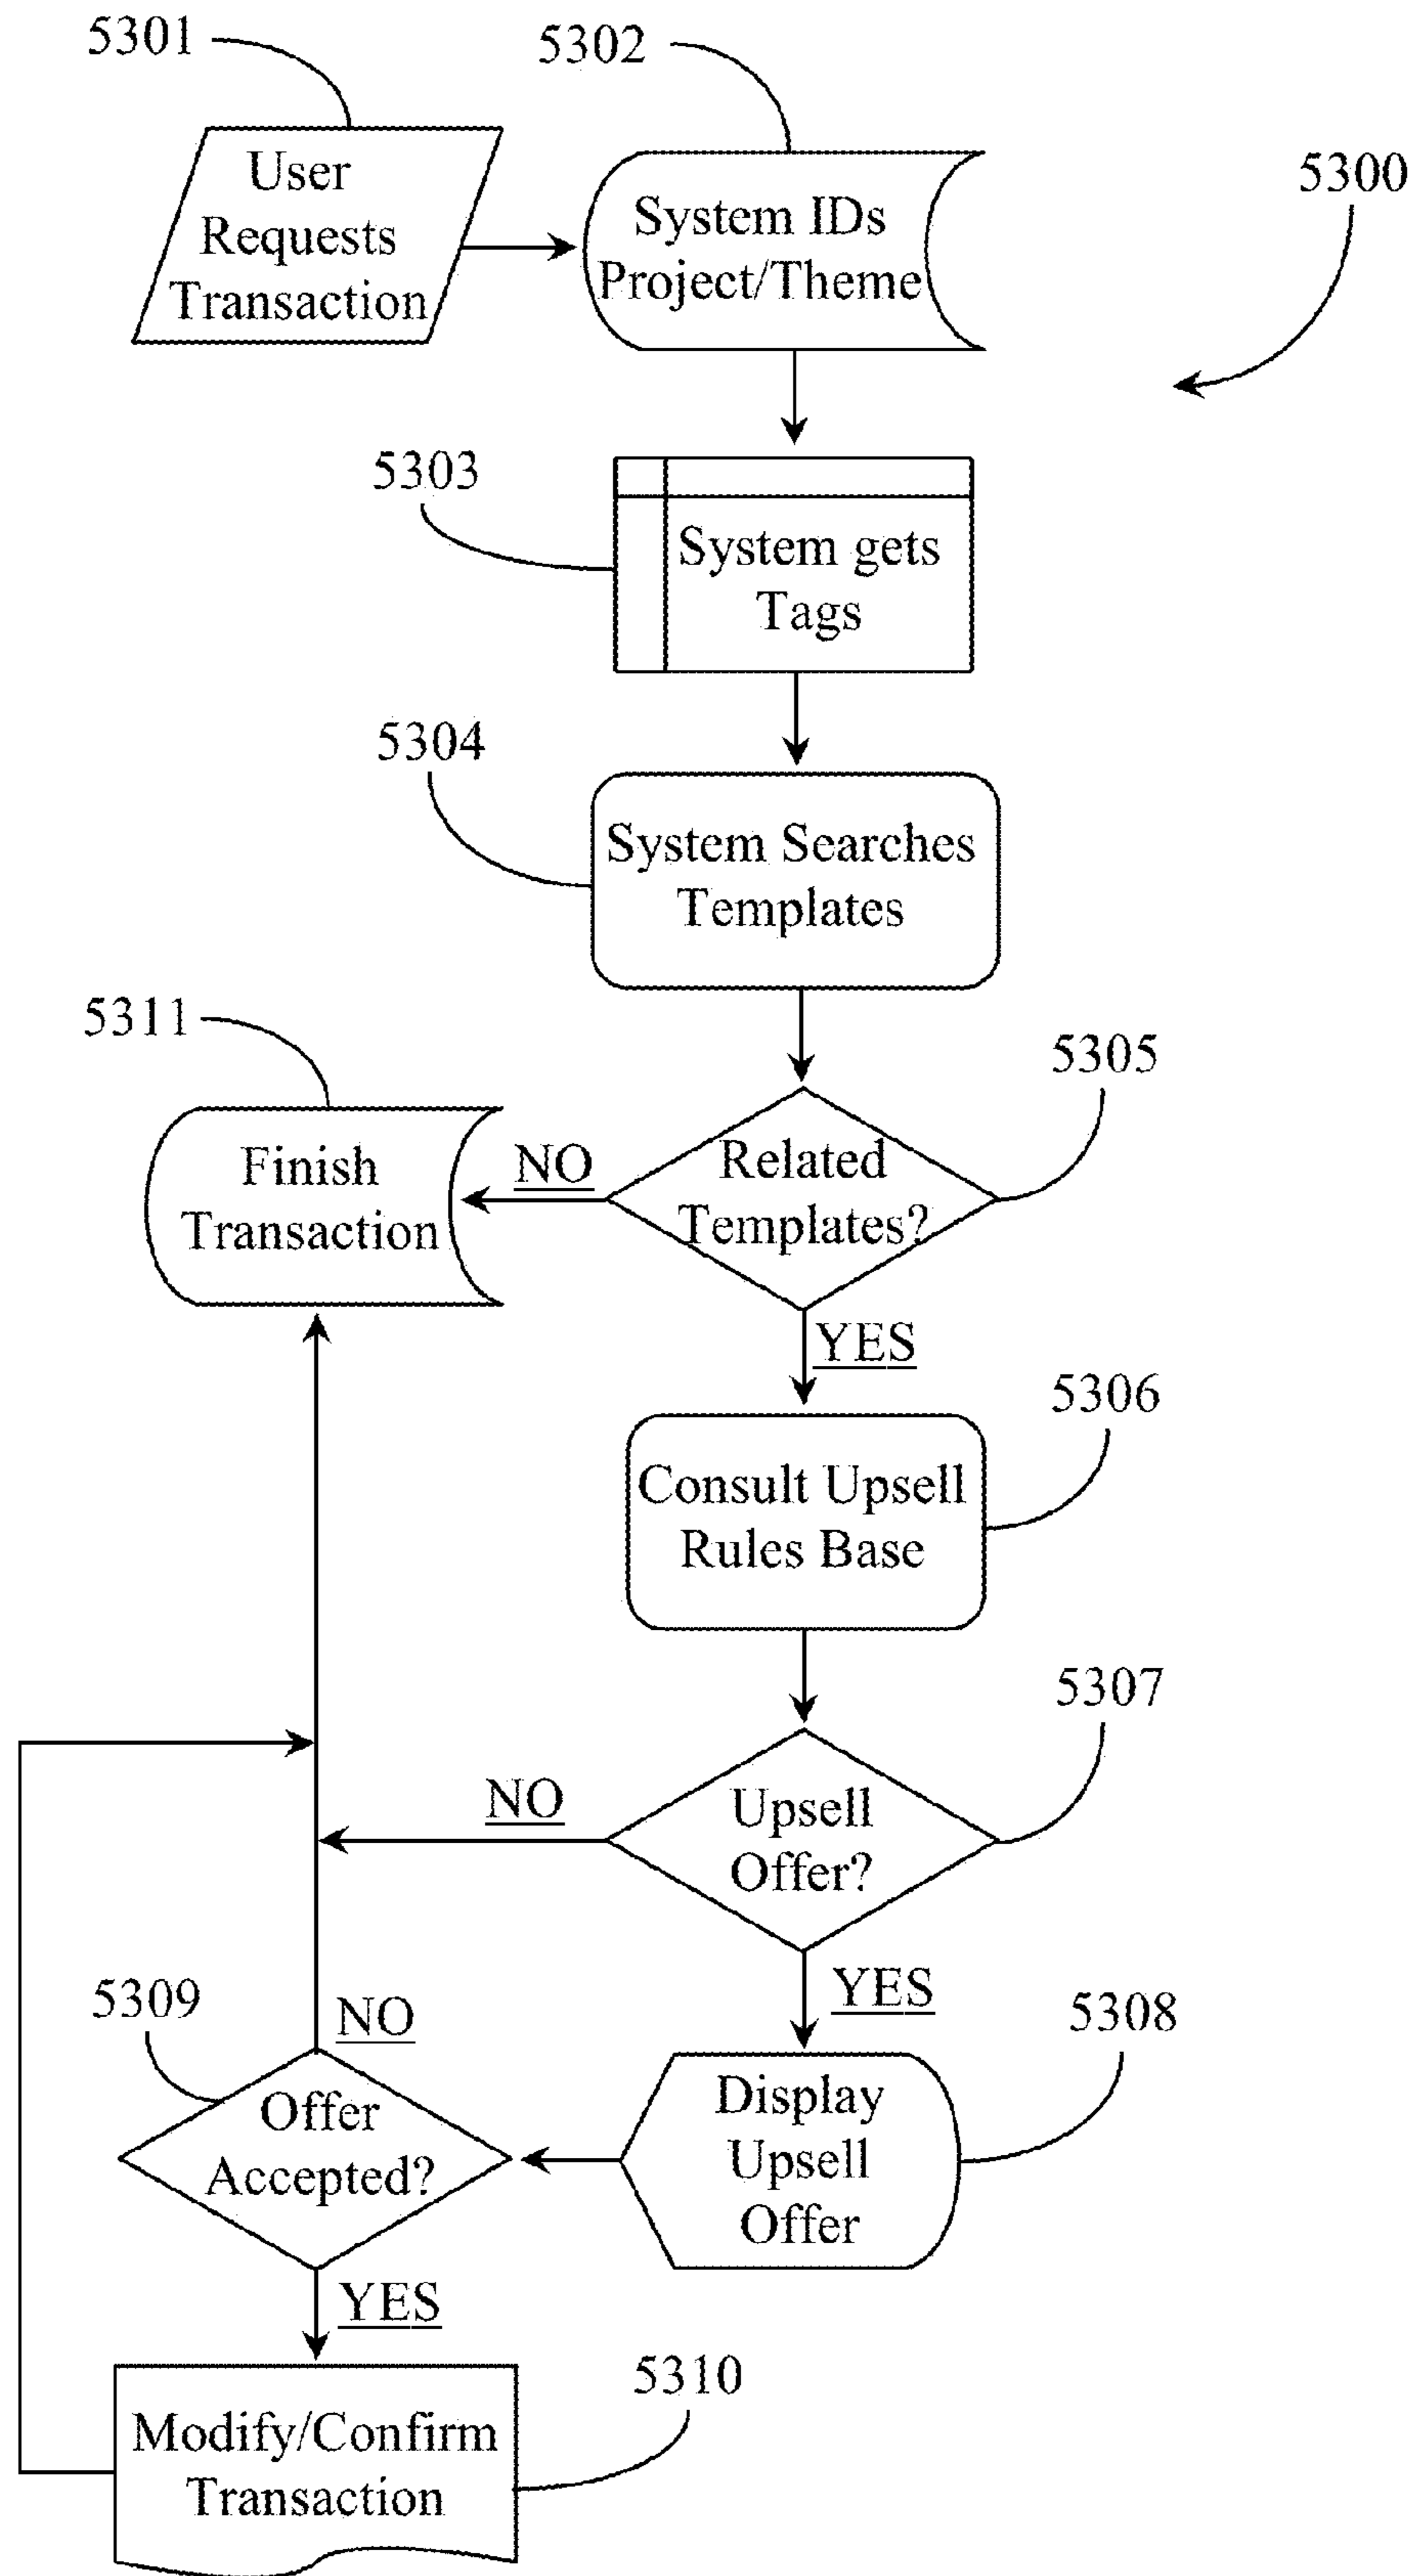 5301
5302
5300
User
Requests
Transaction
System IDs
Project/Theme
5303
System gets
Tags
5304
System Searches
Templates
5311
5305
Finish
Transaction
NO
Related
Templates?
YES
5306
Consult Upsell
Rules Base
5307
NO
Upsell
Offer?
YES
5309
NO
5308
Offer
Accepted?
Display
Upsell
Offer
YES
5310
Modify/Confirm
Transaction